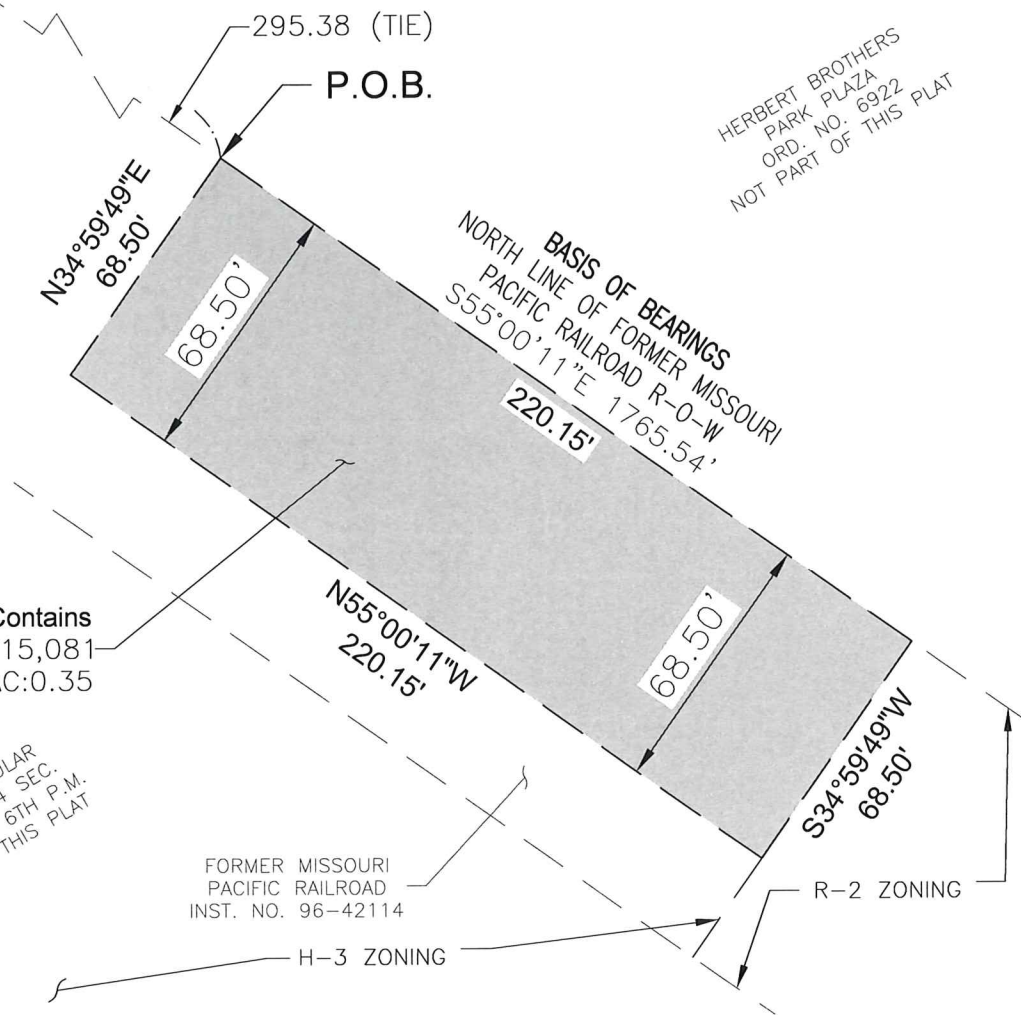 295.38 (TIE)
P.O.B.
HERBERT BROTHERS
PARK PLAZA
ORD. NO. 6922
NOT PART OF THIS PLAT
N34°59'49"E
68.50'
68.50'
BASIS OF BEARINGS
NORTH LINE OF FORMER MISSOURI
PACIFIC RAILROAD R-O-W
S55°00'11"E 1765.54'
220.15'
N55°00'11"W
220.15'
68.50'
S34°59'49"W
68.50'
Contains
15,081
AC:0.35
SEC.
6TH P.M.
THIS PLAT
FORMER MISSOURI
PACIFIC RAILROAD
INST. NO. 96-42114
R-2 ZONING
H-3 ZONING